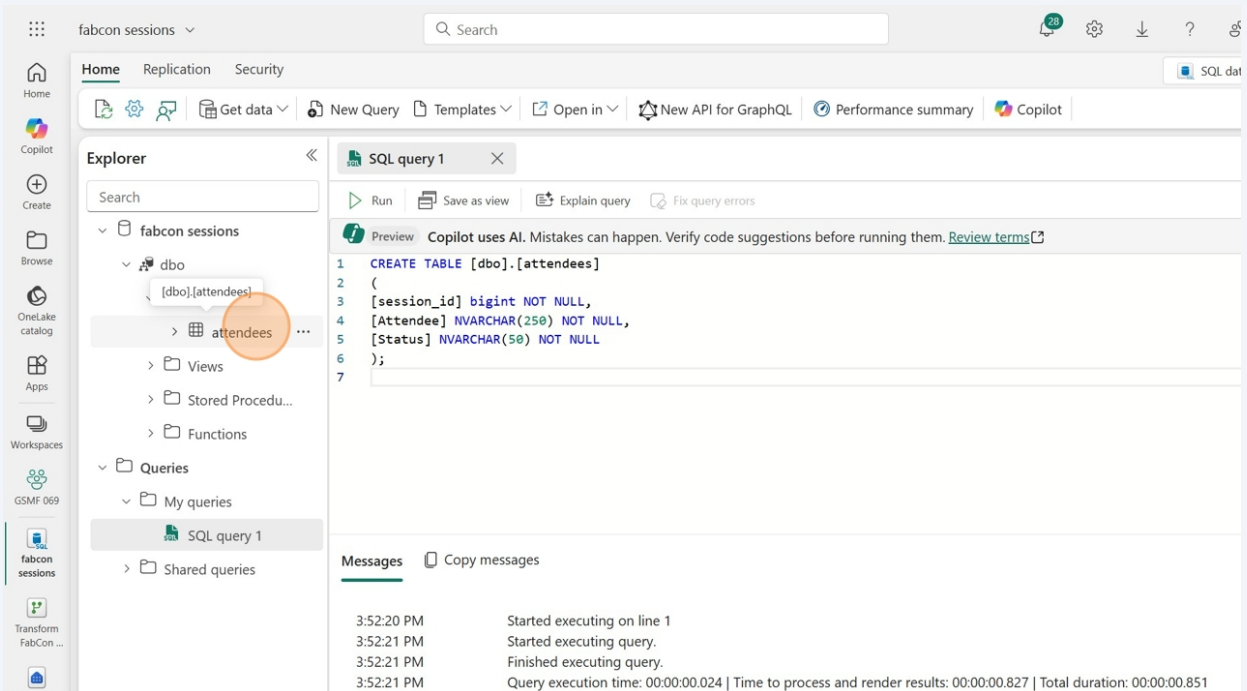 fabcon sessions
Search
28
Home
Copilot
Create
Browse
OneLake
catalog
Apps
Workspaces
GSMF 069
SQL
fabcon
sessions
Transform
FabCon ...
Home Replication Security
SQL dat
Get data New Query Templates Open in New API for GraphQL Performance summary Copilot
Explorer
Search
fabcon sessions
dbo
[dbo].[attendees]
attendees ...
Views
Stored Procedu...
Functions
Queries
My queries
SQL query 1
Shared queries
SQL query 1
Run Save as view Explain query Fix query errors
Preview Copilot uses AI. Mistakes can happen. Verify code suggestions before running them. Review terms
1 CREATE TABLE [dbo].[attendees]
2 (
3 [session_id] bigint NOT NULL,
4 [Attendee] NVARCHAR(250) NOT NULL,
5 [Status] NVARCHAR(50) NOT NULL
6 );
7
Messages Copy messages
3:52:20 PM Started executing on line 1
3:52:21 PM Started executing query.
3:52:21 PM Finished executing query.
3:52:21 PM Query execution time: 00:00:00.024 | Time to process and render results: 00:00:00.827 | Total duration: 00:00:00.851